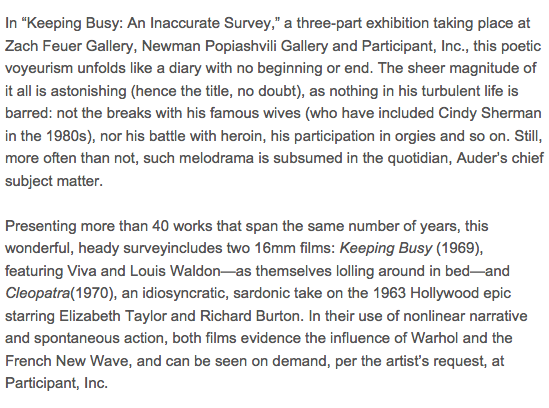 In “Keeping Busy: An Inaccurate Survey,” a three-part exhibition taking place at
Zach Feuer Gallery, Newman Popiashvili Gallery and Participant, Inc., this poetic
voyeurism unfolds like a diary with no beginning or end. The sheer magnitude of
it all is astonishing (hence the title, no doubt), as nothing in his turbulent life is
barred: not the breaks with his famous wives (who have included Cindy Sherman
in the 1980s), nor his battle with heroin, his participation in orgies and so on. Still,
more often than not, such melodrama is subsumed in the quotidian, Auder’s chief
subject matter.
Presenting more than 40 works that span the same number of years, this
wonderful, heady surveyincludes two 16mm films: Keeping Busy (1969),
featuring Viva and Louis Waldon—as themselves lolling around in bed—and
Cleopatra(1970), an idiosyncratic, sardonic take on the 1963 Hollywood epic
starring Elizabeth Taylor and Richard Burton. In their use of nonlinear narrative
and spontaneous action, both films evidence the influence of Warhol and the
French New Wave, and can be seen on demand, per the artist’s request, at
Participant, Inc.